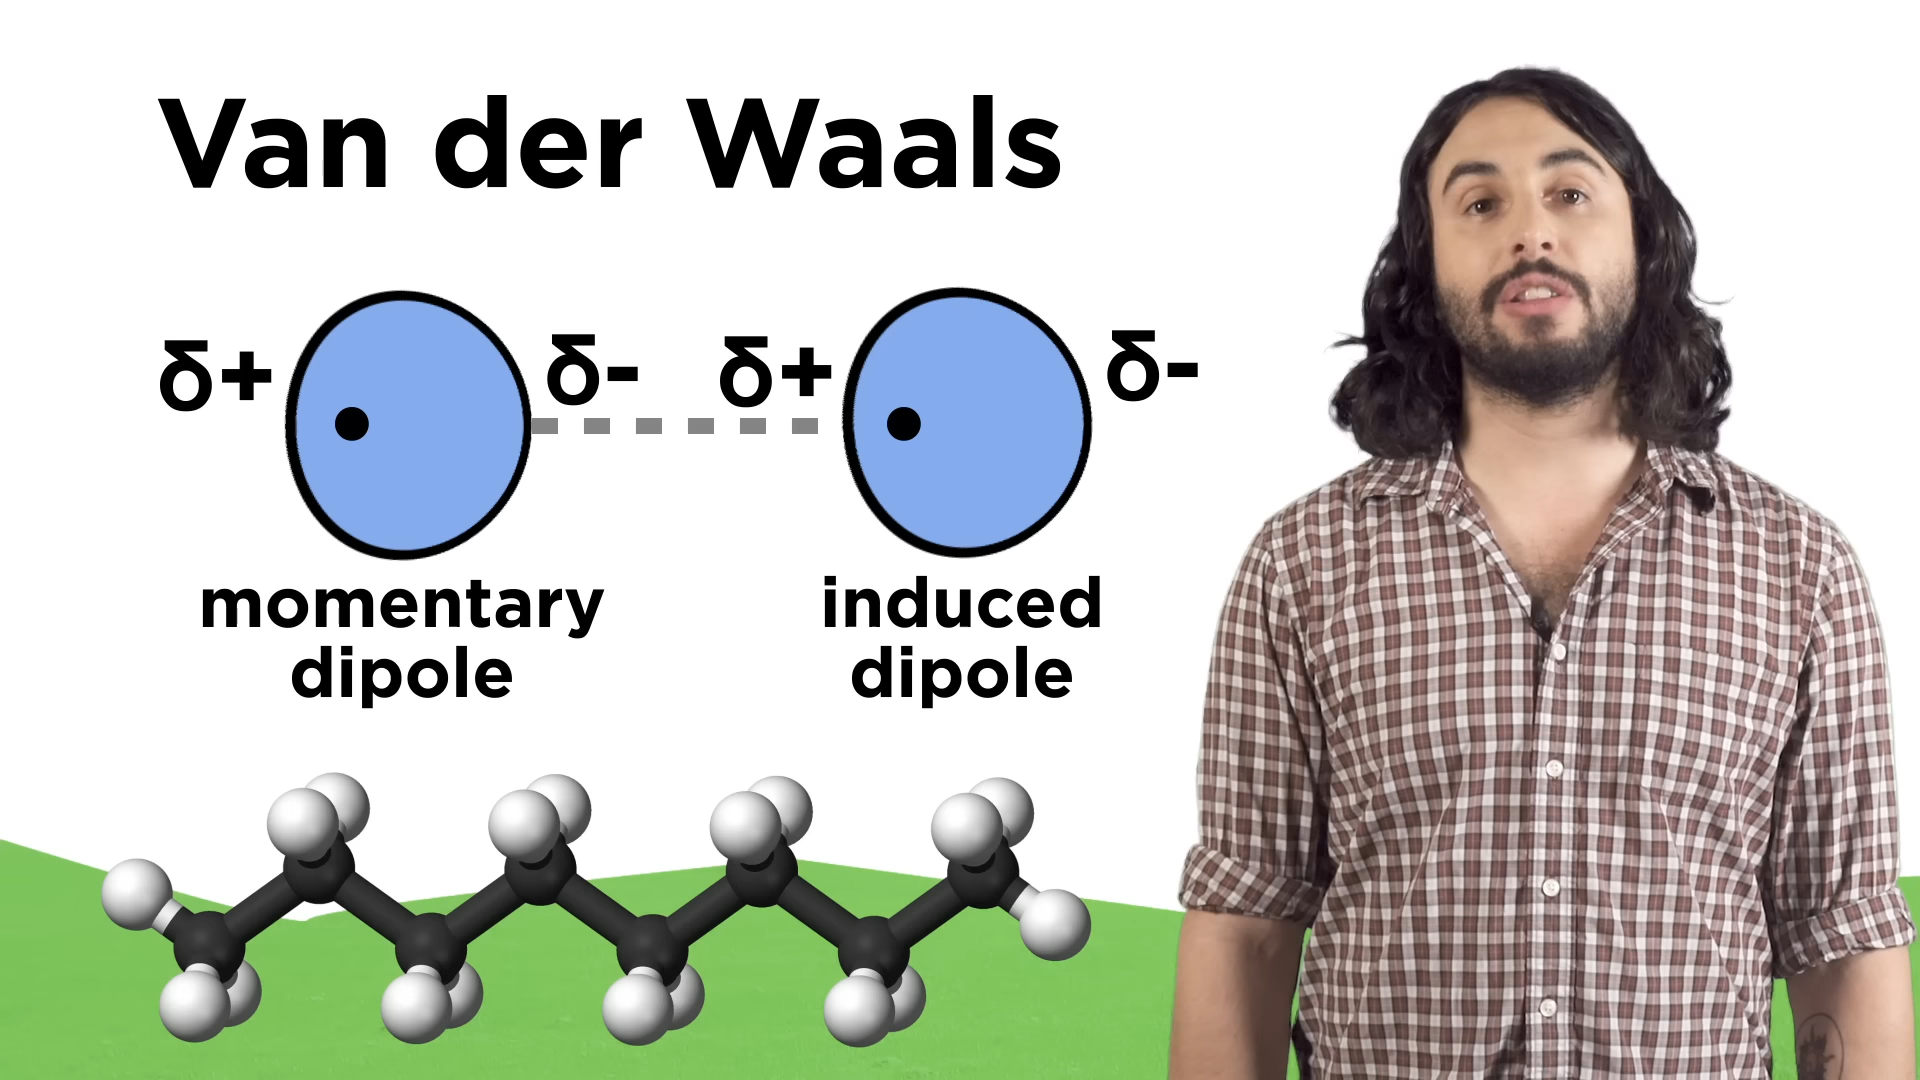 Van der Waals
δ+ δ- δ+ δ-
momentary
dipole
induced
dipole